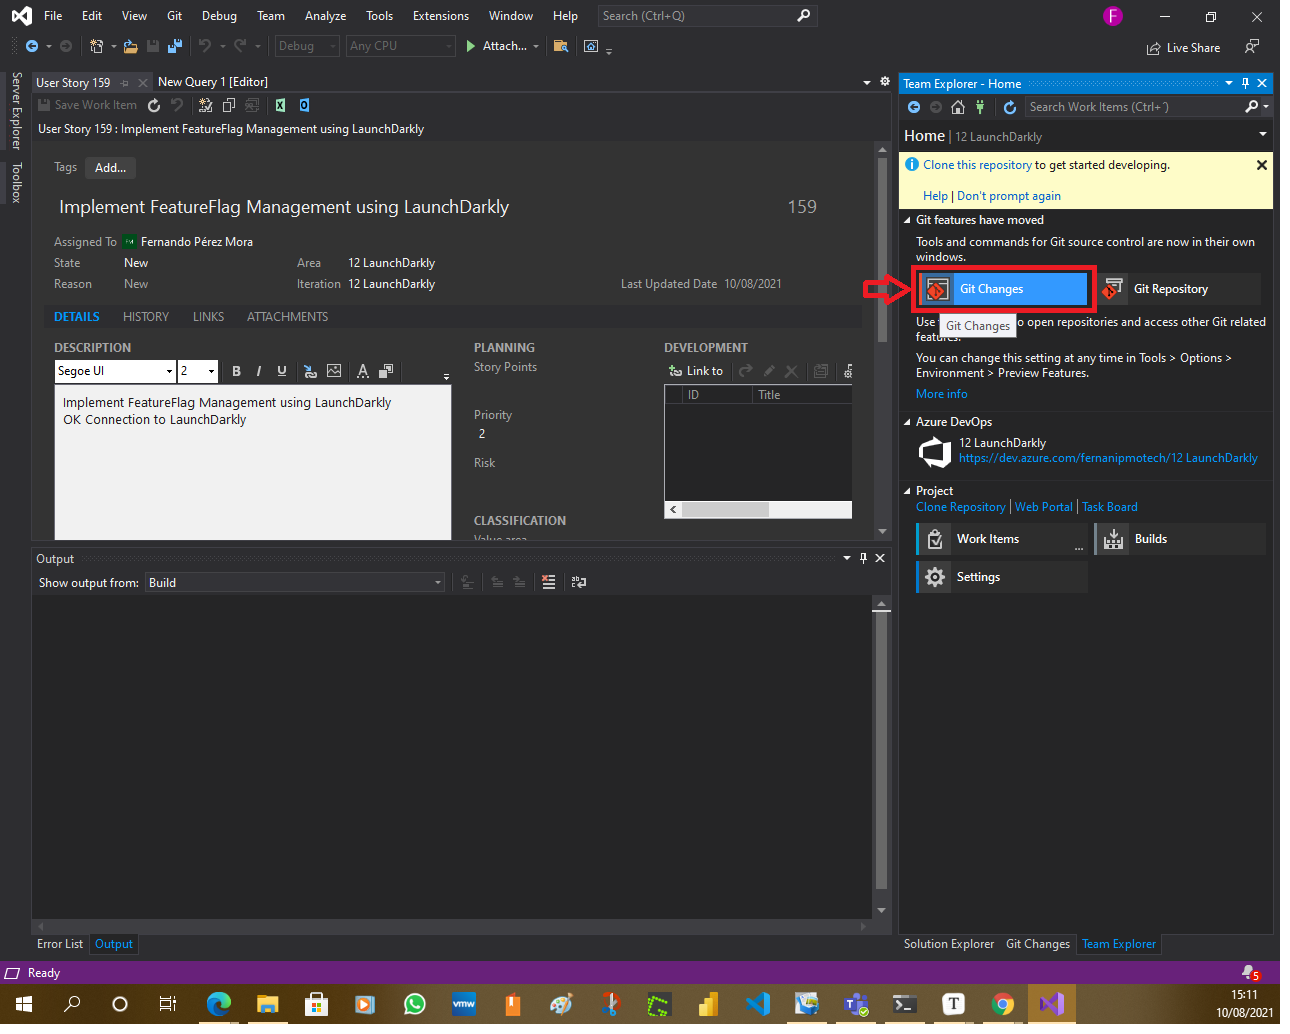 File Edit View Git Debug Team Analyze Tools Extensions Window Help Search (Ctrl+Q) F
Debug Any CPU Attach... Live Share
Server Explorer
Toolbox
User Story 159 New Query 1 [Editor]
Save Work Item
User Story 159 : Implement FeatureFlag Management using LaunchDarkly
Tags Add...
Implement FeatureFlag Management using LaunchDarkly 159
Assigned To FM Fernando Pérez Mora
State New Area 12 LaunchDarkly
Reason New Iteration 12 LaunchDarkly Last Updated Date 10/08/2021
DETAILS HISTORY LINKS ATTACHMENTS
DESCRIPTION
Segoe UI 2 B I U A
Implement FeatureFlag Management using LaunchDarkly
OK Connection to LaunchDarkly
PLANNING
Story Points
Priority
2
Risk
CLASSIFICATION
Value area
DEVELOPMENT
Link to
ID Title
Output
Show output from: Build
Error List Output
Team Explorer - Home
Search Work Items (Ctrl+´)
Home | 12 LaunchDarkly
Clone this repository to get started developing.
Help | Don't prompt again
Git features have moved
Tools and commands for Git source control are now in their own
windows.
Git Changes Git Repository
Git Changes
Use o open repositories and access other Git related
features.
You can change this setting at any time in Tools > Options >
Environment > Preview Features.
More info
Azure DevOps
12 LaunchDarkly
https://dev.azure.com/fernanipmotech/12 LaunchDarkly
Project
Clone Repository | Web Portal | Task Board
Work Items ... Builds
Settings
Solution Explorer Git Changes Team Explorer
Ready 5
vmw T
15:11
10/08/2021